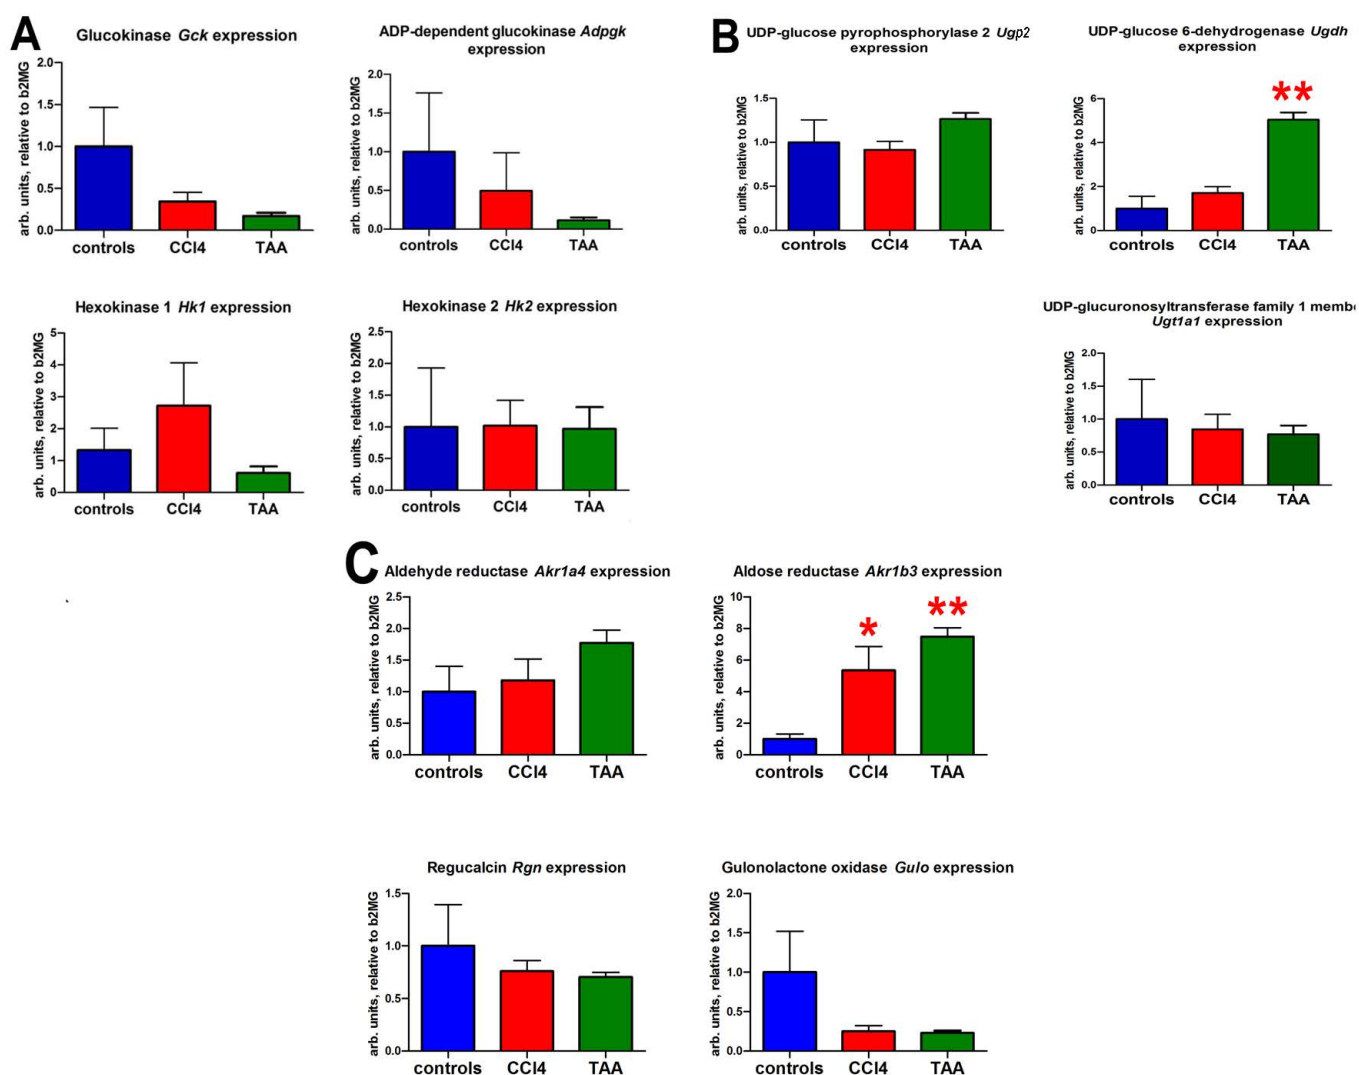 A
Glucokinase Gck expression
arb. units, relative to b2MG
2.0
1.5
1.0
0.5
0.0
controls CCl4 TAA
ADP-dependent glucokinase Adpgk
expression
arb. units, relative to b2MG
2.0
1.5
1.0
0.5
0.0
controls CCl4 TAA
Hexokinase 1 Hk1 expression
arb. units, relative to b2MG
5
4
3
2
1
0
controls CCl4 TAA
Hexokinase 2 Hk2 expression
arb. units, relative to b2MG
2.5
2.0
1.5
1.0
0.5
0.0
controls CCl4 TAA
B
UDP-glucose pyrophosphorylase 2 Ugp2
expression
arb. units, relative to b2MG
1.5
1.0
0.5
0.0
controls CCl4 TAA
UDP-glucose 6-dehydrogenase Ugdh
expression
arb. units, relative to b2MG
6
4
2
0
**
controls CCl4 TAA
UDP-glucuronosyltransferase family 1 membe
Ugt1a1 expression
arb. units, relative to b2MG
2.0
1.5
1.0
0.5
0.0
controls CCl4 TAA
C
Aldehyde reductase Akr1a4 expression
arb. units, relative to b2MG
2.5
2.0
1.5
1.0
0.5
0.0
controls CCl4 TAA
Aldose reductase Akr1b3 expression
arb. units, relative to b2MG
10
8
6
4
2
0
* **
controls CCl4 TAA
Regucalcin Rgn expression
arb. units, relative to b2MG
1.5
1.0
0.5
0.0
controls CCl4 TAA
Gulonolactone oxidase Gulo expression
arb. units, relative to b2MG
2.0
1.5
1.0
0.5
0.0
controls CCl4 TAA